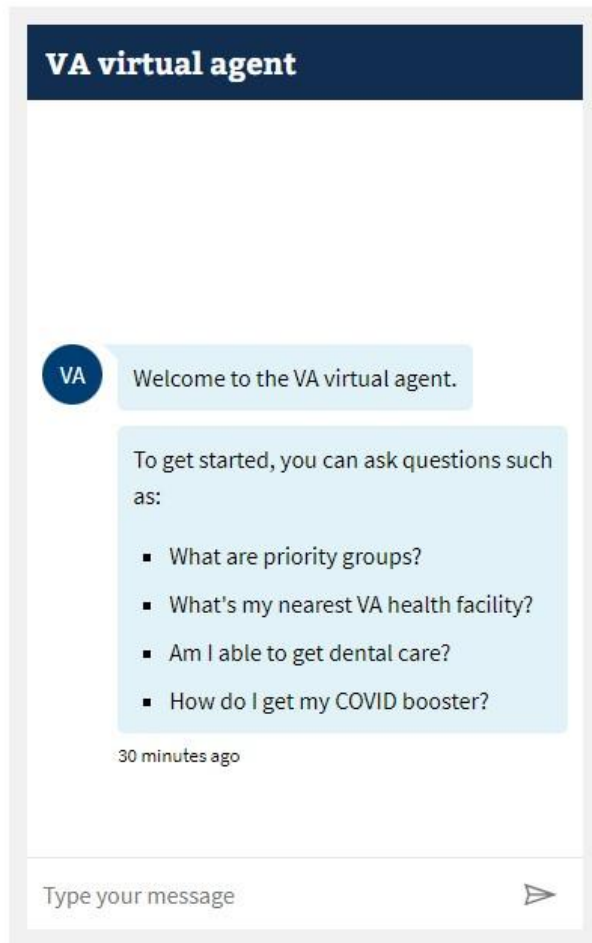 VA virtual agent
VA
Welcome to the VA virtual agent.
To get started, you can ask questions such
as:
▪ What are priority groups?
▪ What's my nearest VA health facility?
▪ Am I able to get dental care?
▪ How do I get my COVID booster?
30 minutes ago
Type your message